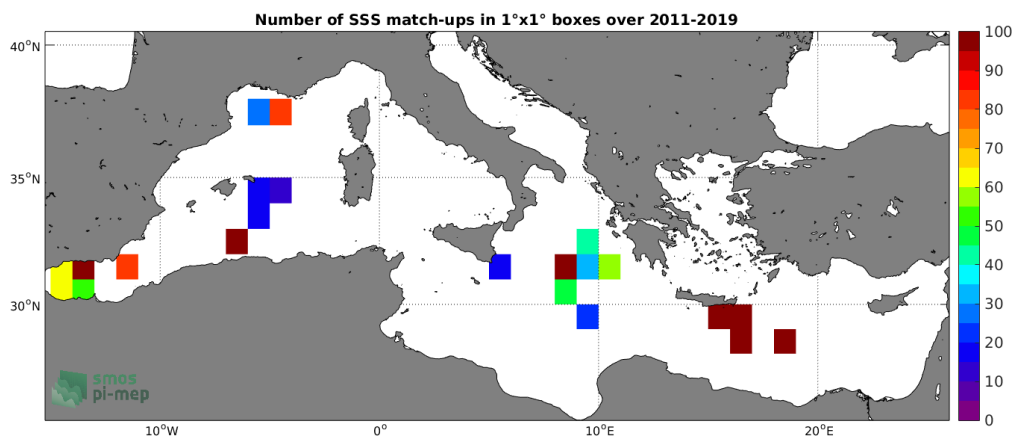 Number of SSS match-ups in 1°x1° boxes over 2011-2019
40°N
35°N
30°N
10°W
0°
10°E
20°E
100
90
80
70
60
50
40
30
20
10
0
smos
pi-mep